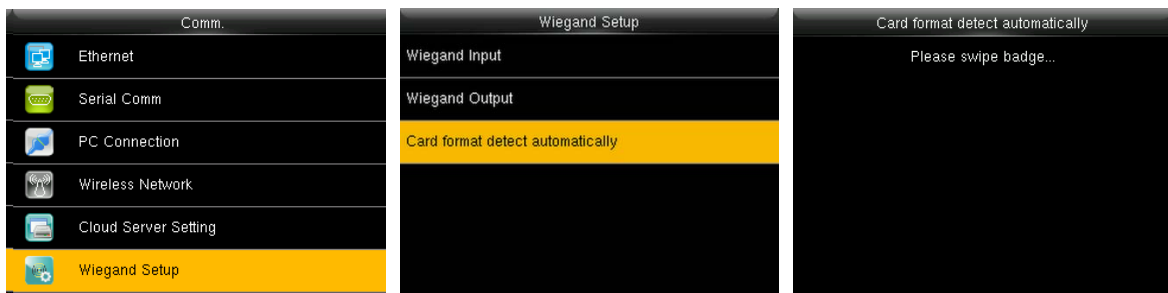 Comm.
Ethernet
Serial Comm
PC Connection
Wireless Network
Cloud Server Setting
Wiegand Setup
Wiegand Setup
Wiegand Input
Wiegand Output
Card format detect automatically
Card format detect automatically
Please swipe badge...